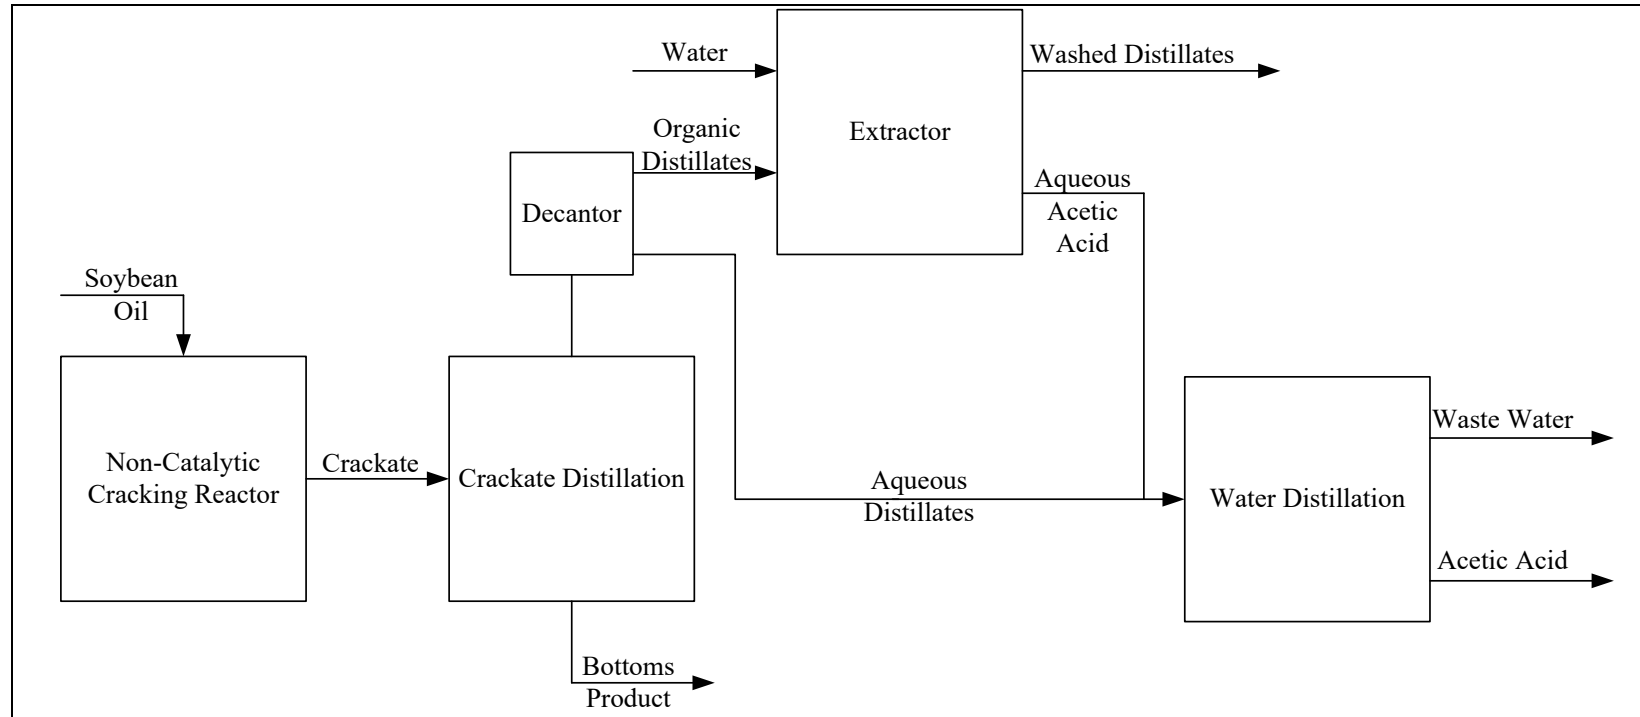 Water
Washed Distillates
Organic
Distillates
Extractor
Aqueous
Acetic
Acid
Decantor
Soybean
Oil
Non-Catalytic
Cracking Reactor
Crackate
Crackate Distillation
Aqueous
Distillates
Water Distillation
Waste Water
Acetic Acid
Bottoms
Product